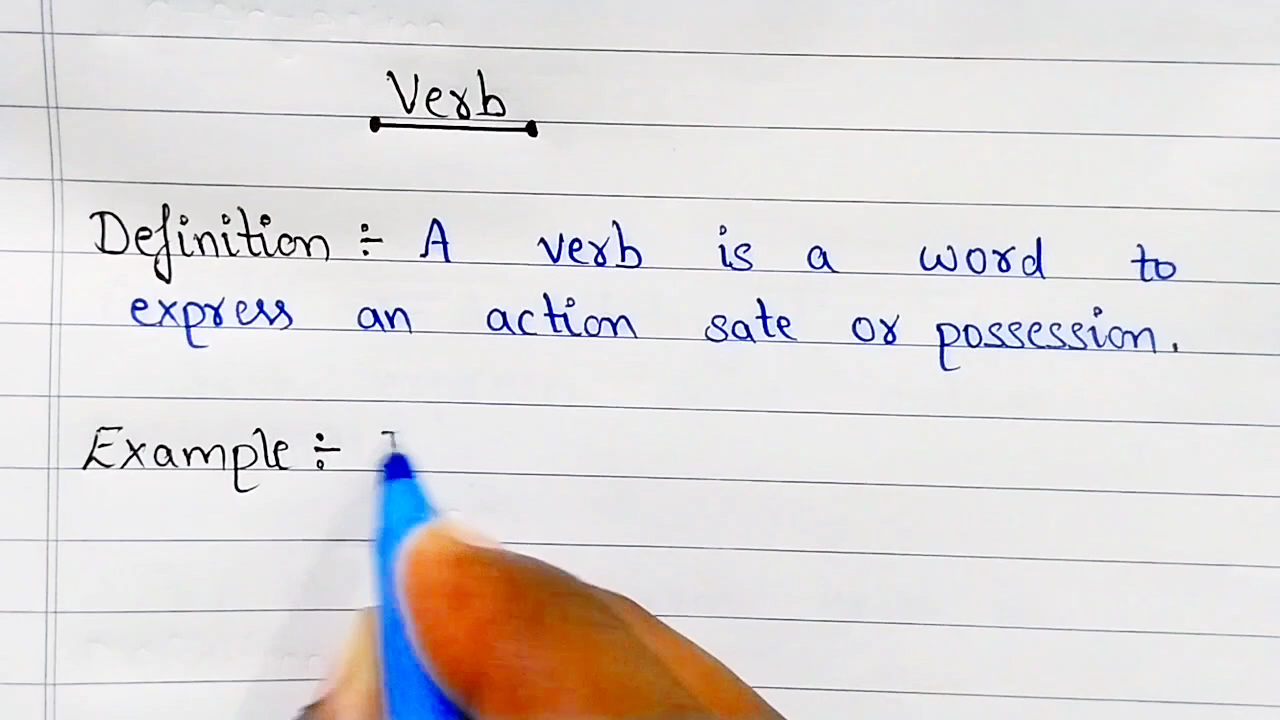 Verb
Definition ÷ A verb is a word to
express an action sate or possession.
Example ÷